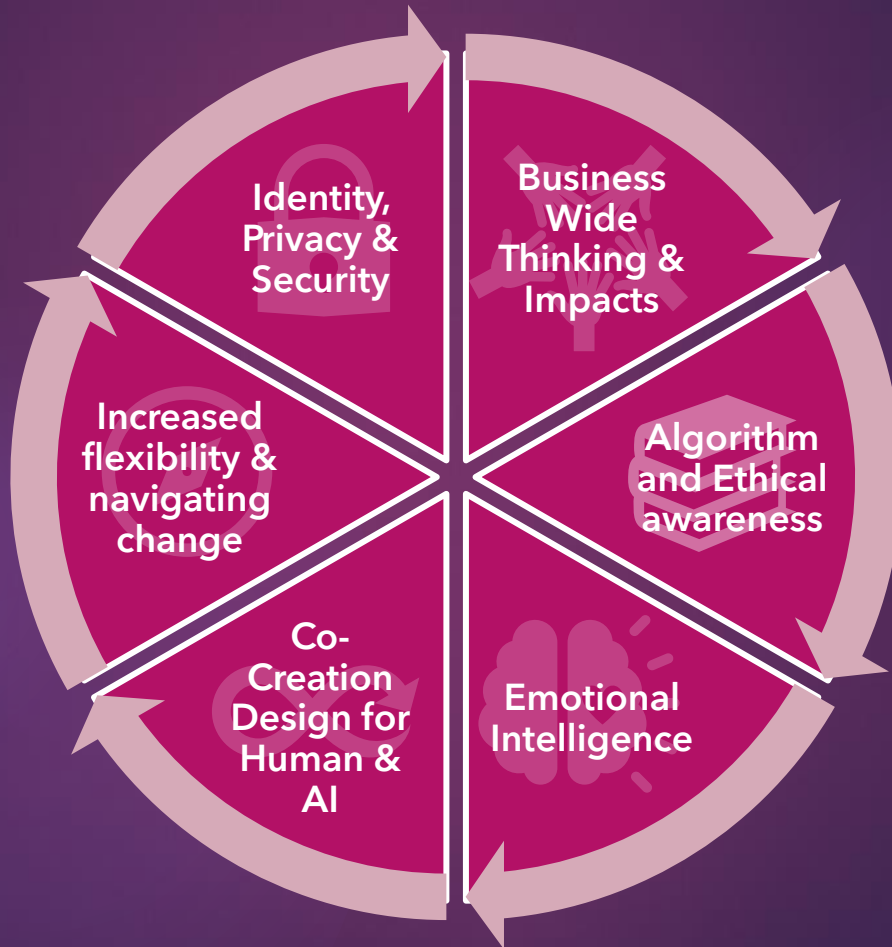 Identity,
Privacy &
Security
Business
Wide
Thinking &
Impacts
Algorithm
and Ethical
awareness
Emotional
Intelligence
Co-
Creation
Design for
Human &
AI
Increased
flexibility &
navigating
change